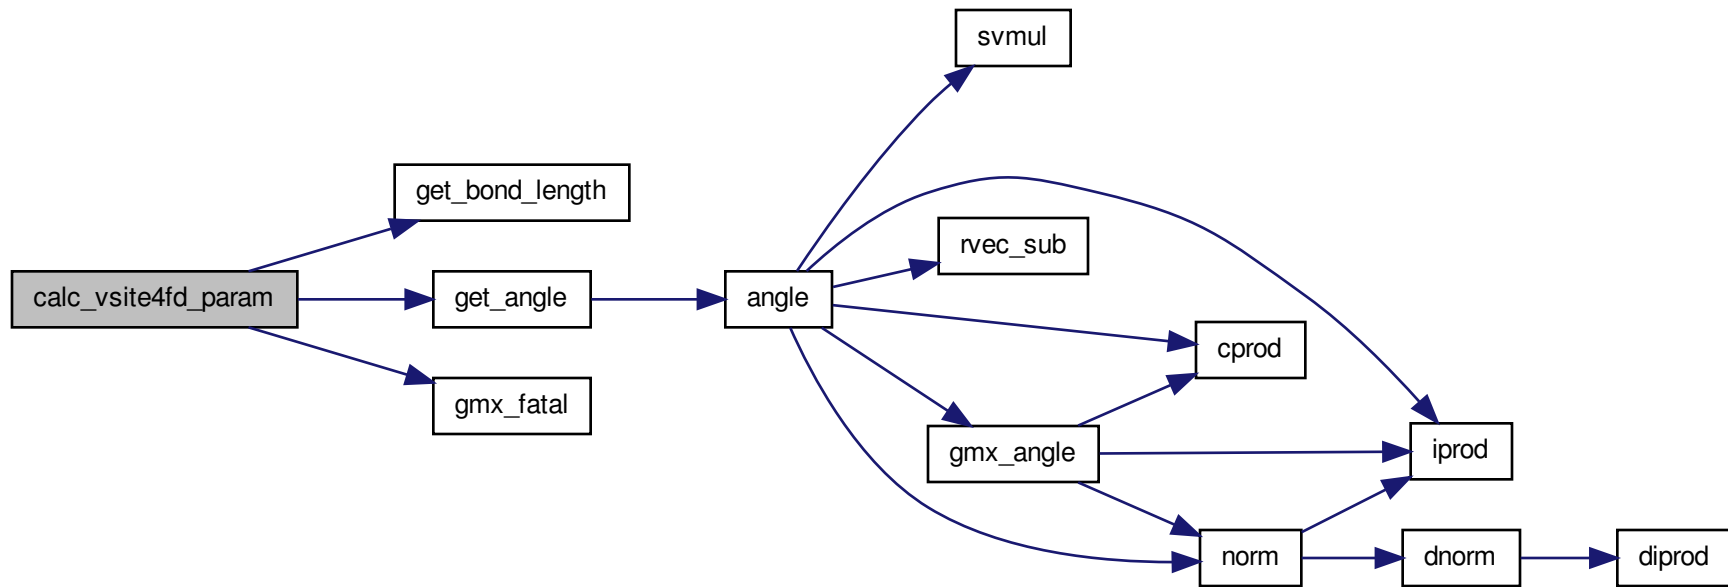 svmul
get_bond_length
rvec_sub
calc_vsite4fd_param
get_angle
angle
cprod
gmx_fatal
gmx_angle
iprod
norm
dnorm
diprod